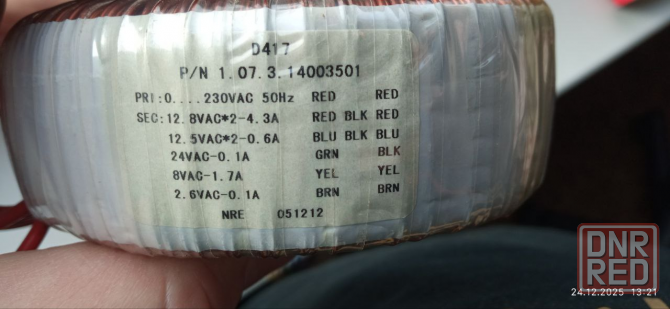 D417
P/N 1.07.3.14003501
PRI:0....230VAC 50Hz RED RED
SEC:12.8VAC*2-4.3A RED BLK RED
12.5VAC*2-0.6A BLU BLK BLU
24VAC-0.1A GRN BLK
8VAC-1.7A YEL YEL
2.6VAC-0.1A BRN BRN
NRE 051212
DNR
RED
24.12.2025 13:21